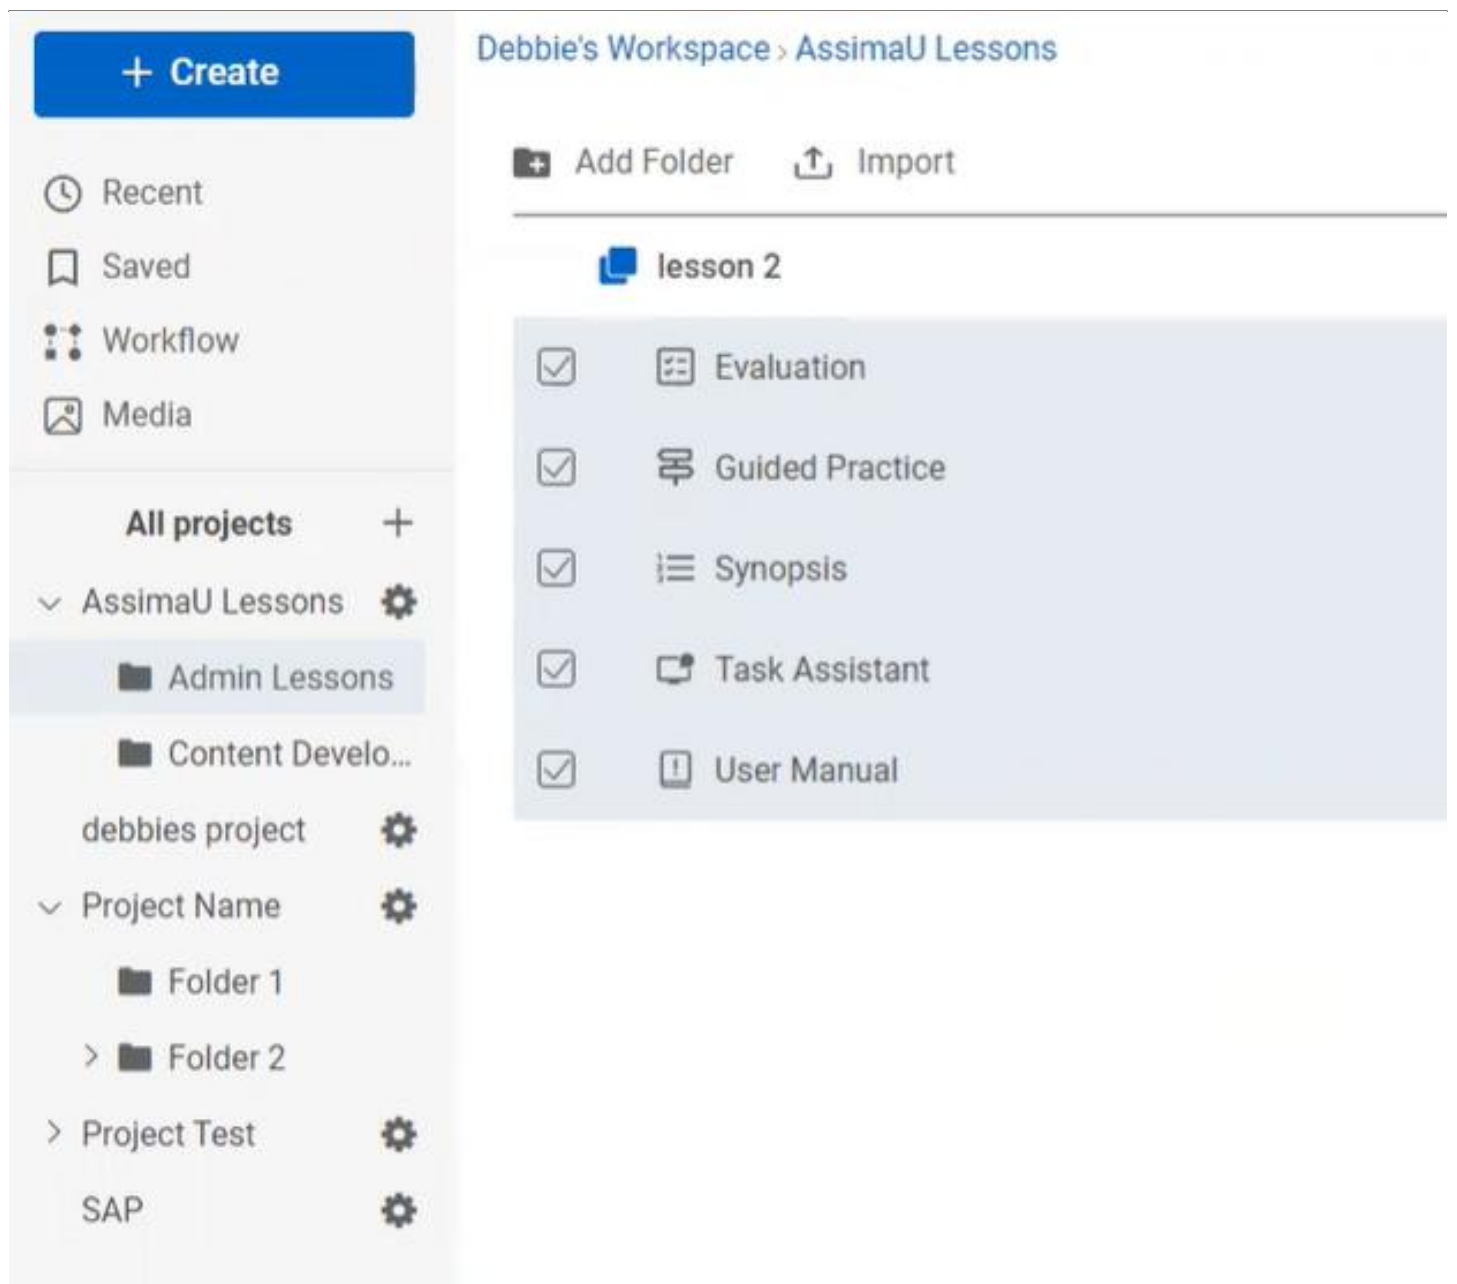 + Create
Recent
Saved
Workflow
Media
All projects +
AssimaU Lessons
Admin Lessons
Content Develo...
debbies project
Project Name
Folder 1
Folder 2
Project Test
SAP
Debbie's Workspace › AssimaU Lessons
Add Folder Import
lesson 2
Evaluation
Guided Practice
Synopsis
Task Assistant
User Manual